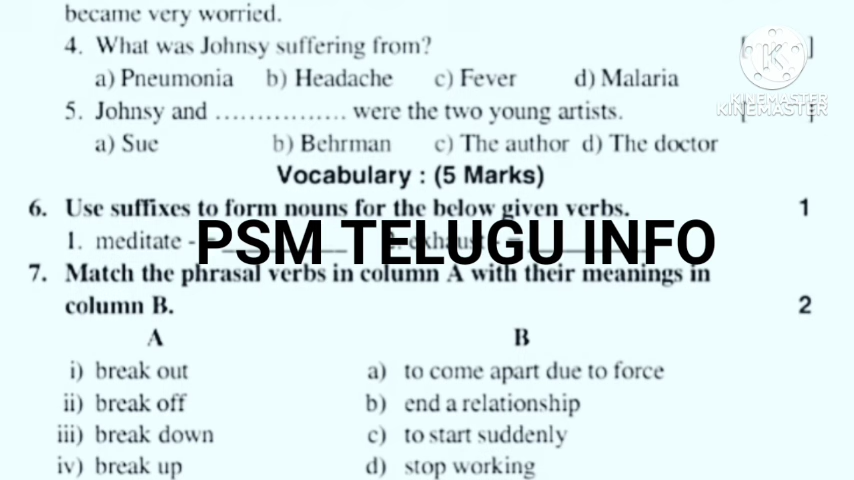 became very worried.
4. What was Johnsy suffering from? [ ]
a) Pneumonia b) Headache c) Fever d) Malaria
KINEMASTER
KINEMASTER
5. Johnsy and ................ were the two young artists. [ ]
a) Sue b) Behrman c) The author d) The doctor
Vocabulary : (5 Marks)
6. Use suffixes to form nouns for the below given verbs. 1
1. meditate - exhaust -
PSM TELUGU INFO
7. Match the phrasal verbs in column A with their meanings in
column B. 2
A B
i) break out a) to come apart due to force
ii) break off b) end a relationship
iii) break down c) to start suddenly
iv) break up d) stop working